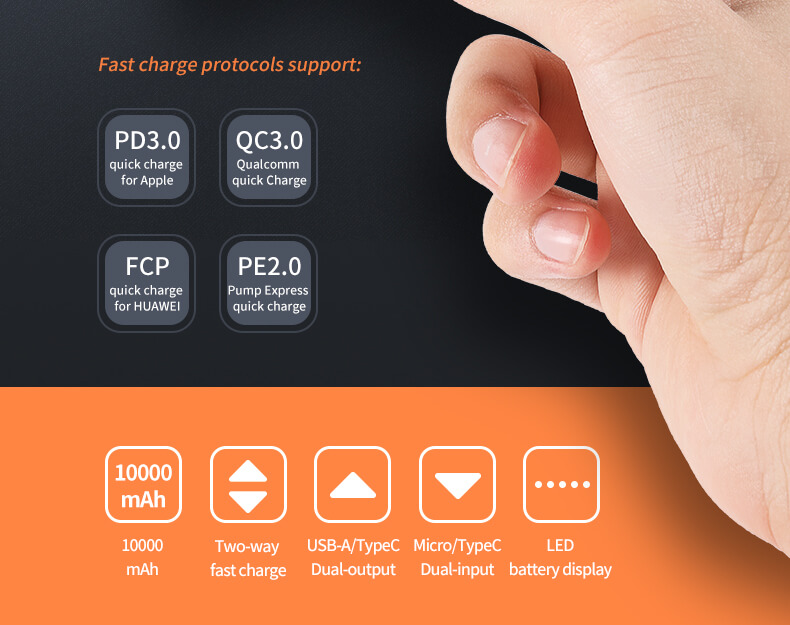 Fast charge protocols support:
PD3.0
quick charge
for Apple
QC3.0
Qualcomm
quick Charge
FCP
quick charge
for HUAWEI
PE2.0
Pump Express
quick charge
10000
mAh
10000
mAh
Two-way
fast charge
USB-A/TypeC
Dual-output
Micro/TypeC
Dual-input
LED
battery display